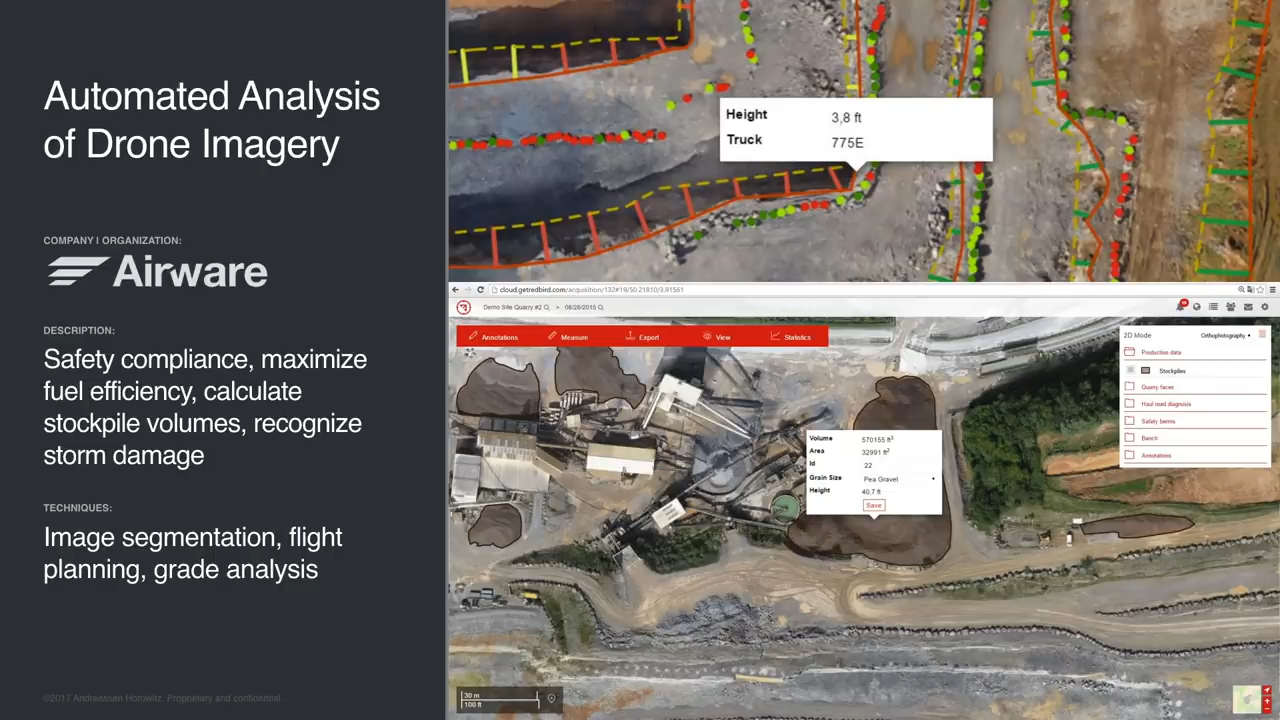 Automated Analysis
of Drone Imagery
COMPANY | ORGANIZATION:
Airware
DESCRIPTION:
Safety compliance, maximize
fuel efficiency, calculate
stockpile volumes, recognize
storm damage
TECHNIQUES:
Image segmentation, flight
planning, grade analysis
©2017 Andreessen Horowitz. Proprietary and confidential.
Height 3,8 ft
Truck 775E
cloud.getredbird.com/acquisition/132#19/50.21810/3.91561
Demo Site Quarry #2 > 08/28/2015
Annotations Measure Export View Statistics
2D Mode Orthophotography
Production data
Stockpiles
Quarry faces
Haul road diagnosis
Safety berms
Bench
Annotations
Volume 570155 ft³
Area 32991 ft²
Id 22
Grain Size Pea Gravel
Height 40,7 ft
Save
30 m
100 ft